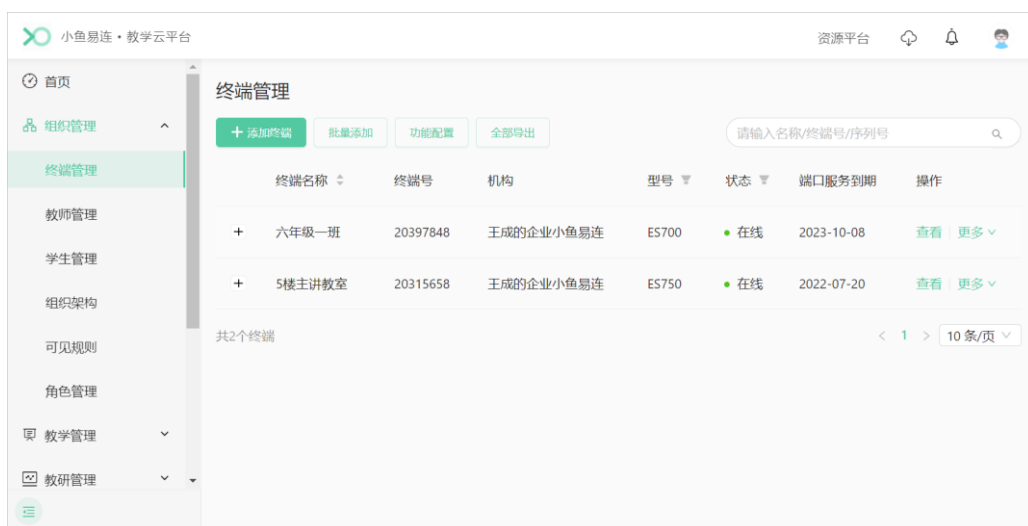 小鱼易连·教学云平台
资源平台
首页
组织管理
终端管理
教师管理
学生管理
组织架构
可见规则
角色管理
教学管理
教研管理
终端管理
+ 添加终端 批量添加 功能配置 全部导出 请输入名称/终端号/序列号
终端名称 终端号 机构 型号 状态 端口服务到期 操作
+ 六年级一班 20397848 王成的企业小鱼易连 ES700 在线 2023-10-08 查看 更多
+ 5楼主讲教室 20315658 王成的企业小鱼易连 ES750 在线 2022-07-20 查看 更多
共2个终端 < 1 > 10 条/页